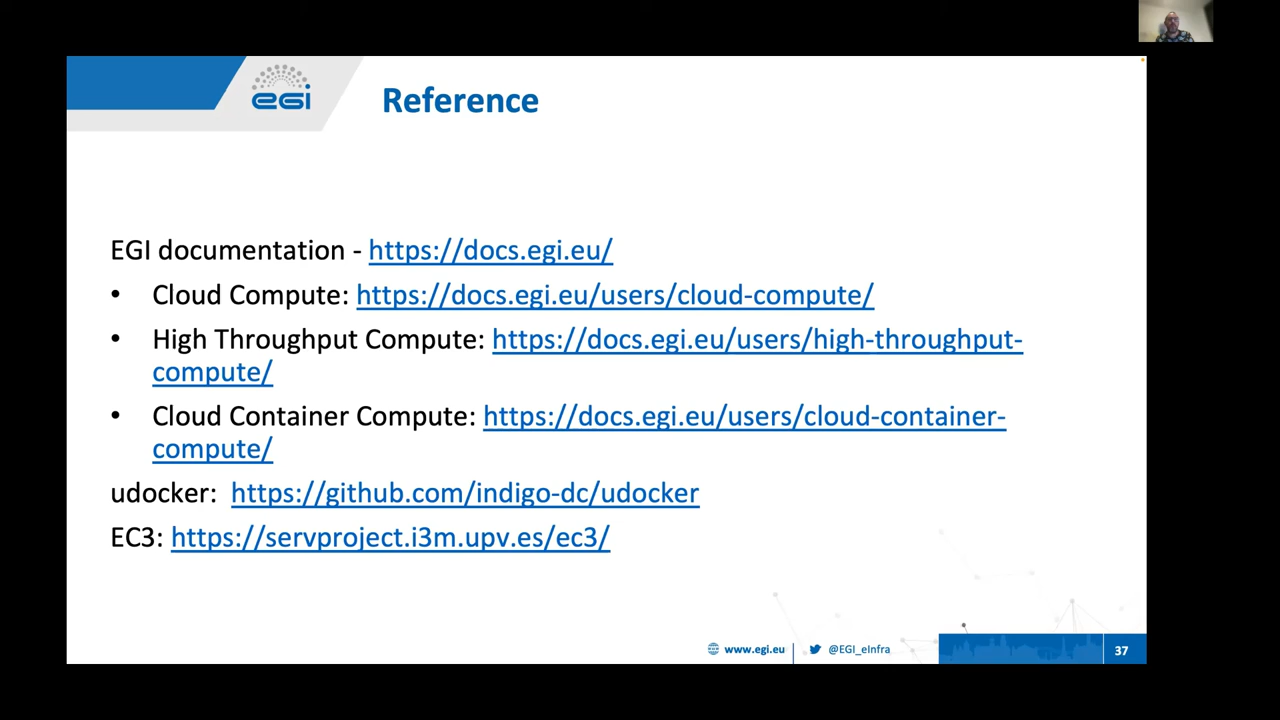 egi
Reference
EGI documentation - https://docs.egi.eu/
• Cloud Compute: https://docs.egi.eu/users/cloud-compute/
• High Throughput Compute: https://docs.egi.eu/users/high-throughput-
compute/
• Cloud Container Compute: https://docs.egi.eu/users/cloud-container-
compute/
udocker: https://github.com/indigo-dc/udocker
EC3: https://servproject.i3m.upv.es/ec3/
www.egi.eu
@EGI_eInfra
37